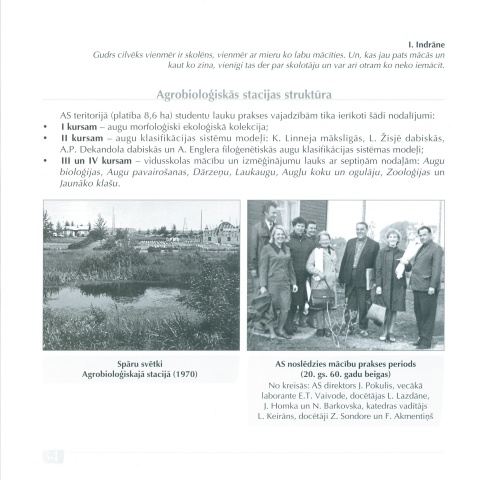 I. Indrāne
Gudrs cilvēks vienmēr ir skolēns, vienmēr ar mieru ko labu mācīties. Un, kas jau pats mācās un
kaut ko zina, vienīgi tas der par skolotāju un var arī otram ko neko iemācīt.
Agrobioloģiskās stacijas struktūra
AS teritorijā (platība 8,6 ha) studentu lauku prakses vajadzībām tika ierīkoti šādi nodalījumi:
• I kursam – augu morfoloģiski ekoloģiskā kolekcija;
• II kursam – augu klasifikācijas sistēmu modeļi: K. Linneja mākslīgās, L. Žisjē dabiskās,
A.P. Dekandola dabiskās un A. Englera filoģenētiskās augu klasifikācijas sistēmas modeļi;
• III un IV kursam – vidusskolas mācību un izmēģinājumu lauks ar septiņām nodaļām: Augu
bioloģijas, Augu pavairošanas, Dārzeņu, Laukaugu, Augļu koku un ogulāju, Zooloģijas un
Jaunāko klašu.
Spāru svētki
Agrobioloģiskajā stacijā (1970)
AS noslēdzies mācību prakses periods
(20. gs. 60. gadu beigas)
No kreisās: AS direktors J. Pokulis, vecākā
laborante E.T. Vaivode, docētājas L. Lazdāne,
J. Homka un N. Barkovska, katedras vadītājs
L. Keirāns, docētāji Z. Sondore un F. Akmentiņš